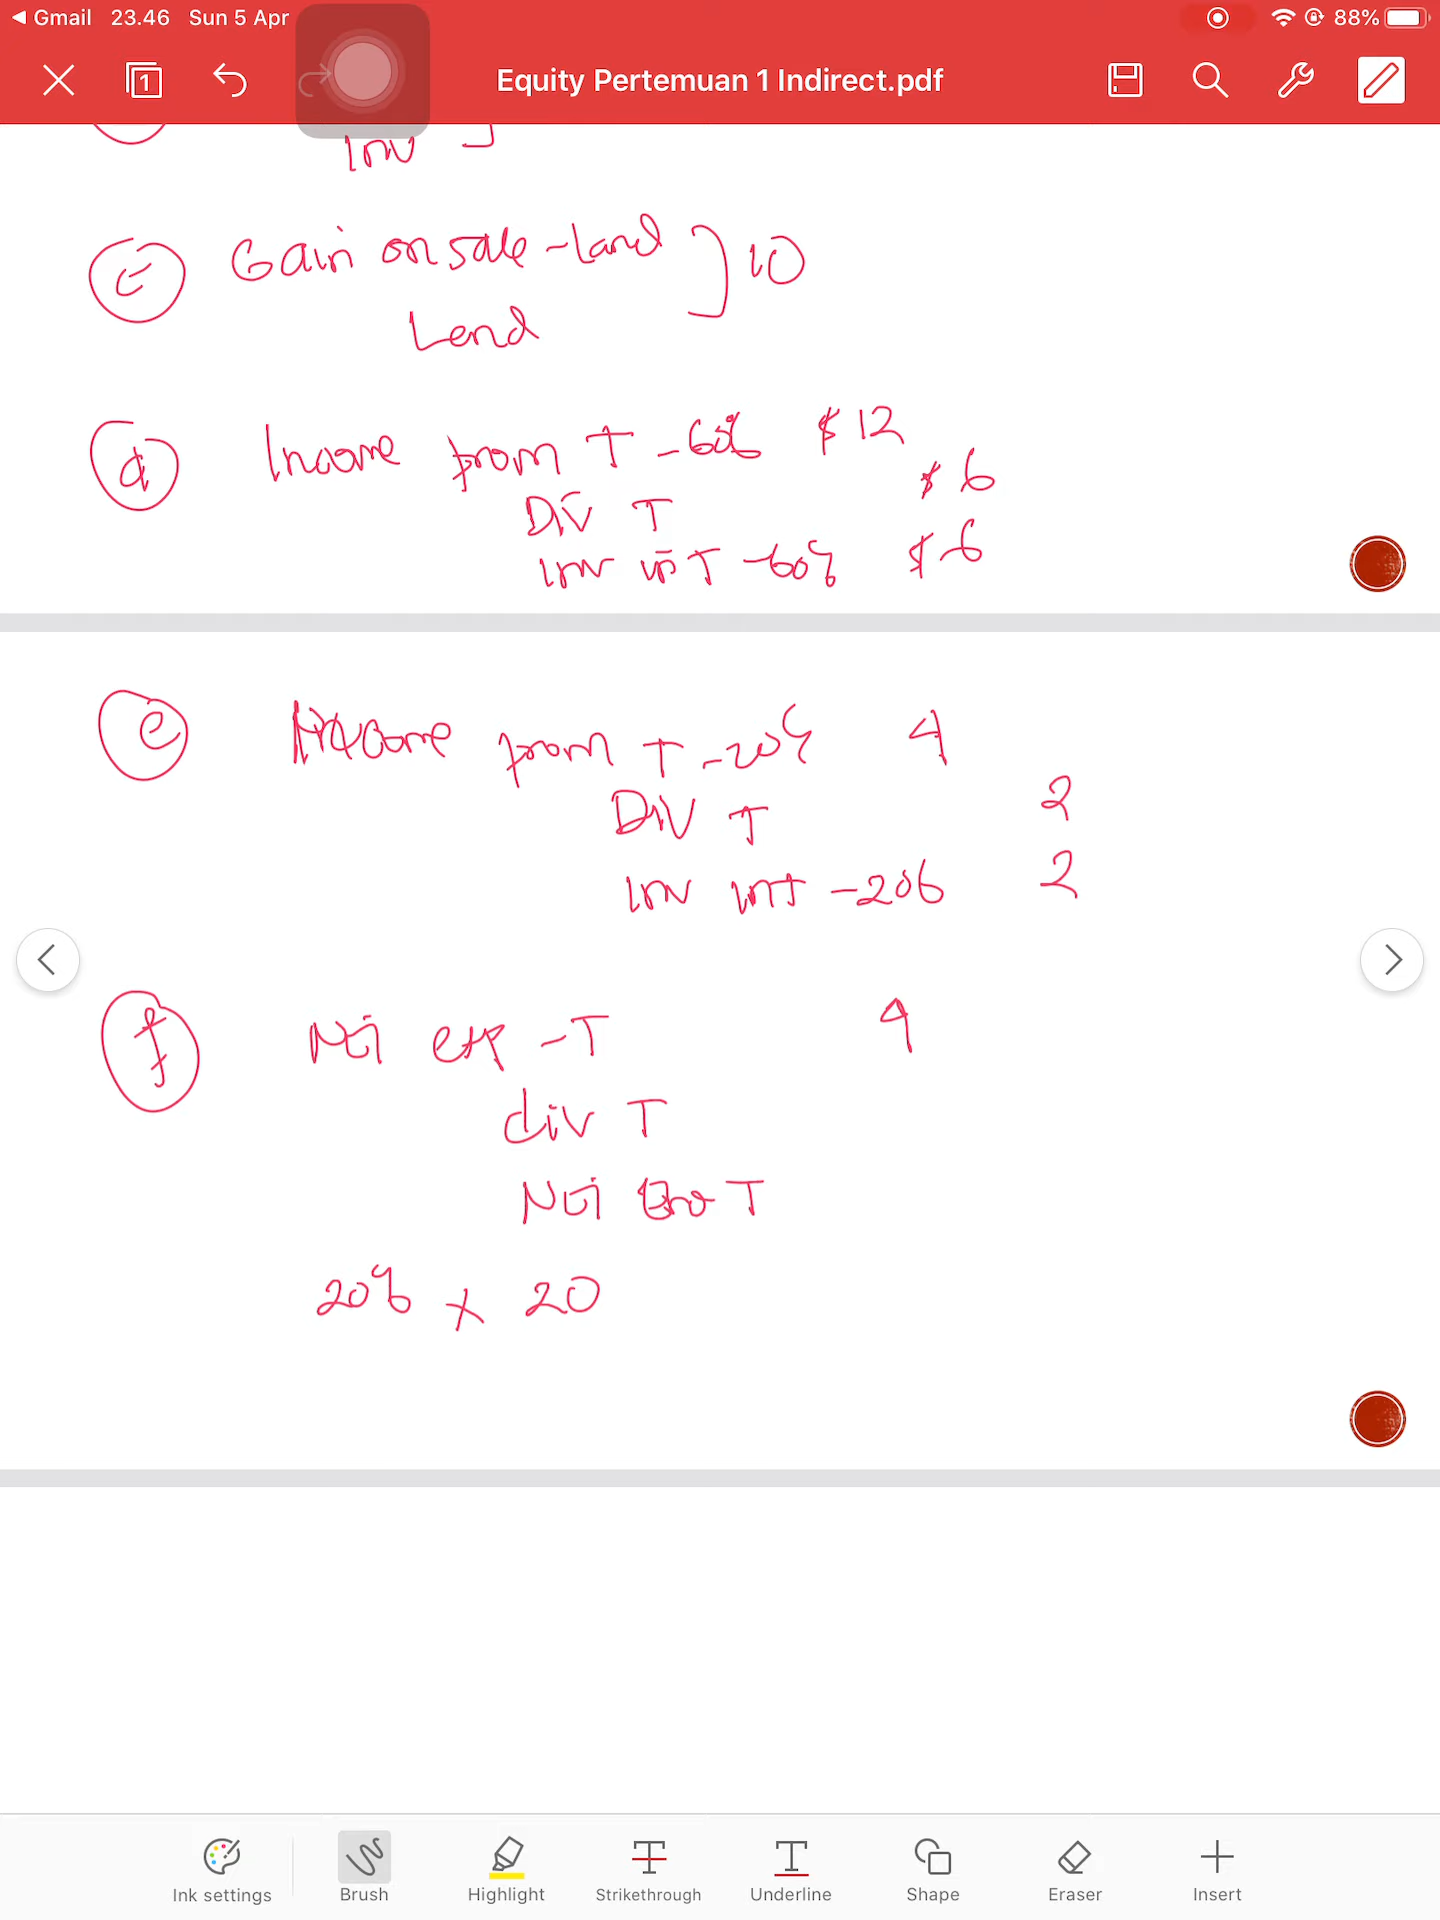 Gmail 23.46 Sun 5 Apr 88%
1 Equity Pertemuan 1 Indirect.pdf
Inv
c Gain on sale - Land 10
Land
d Income from T - 60% $ 12
Div T $ 6
Inv in T - 60% $ 6
e Income from T - 20% 4
Div T 2
Inv in T - 20% 2
f NCI exp - T 4
div T
NCI T
20% x 20
Ink settings Brush Highlight Strikethrough Underline Shape Eraser Insert